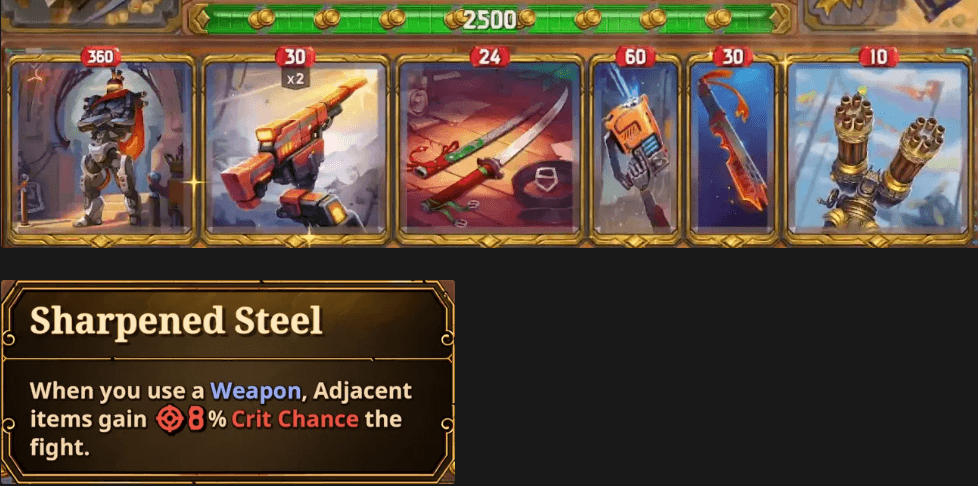 2500
360
30
x2
24
60
30
10
Sharpened Steel
When you use a Weapon, Adjacent
items gain 8% Crit Chance the
fight.